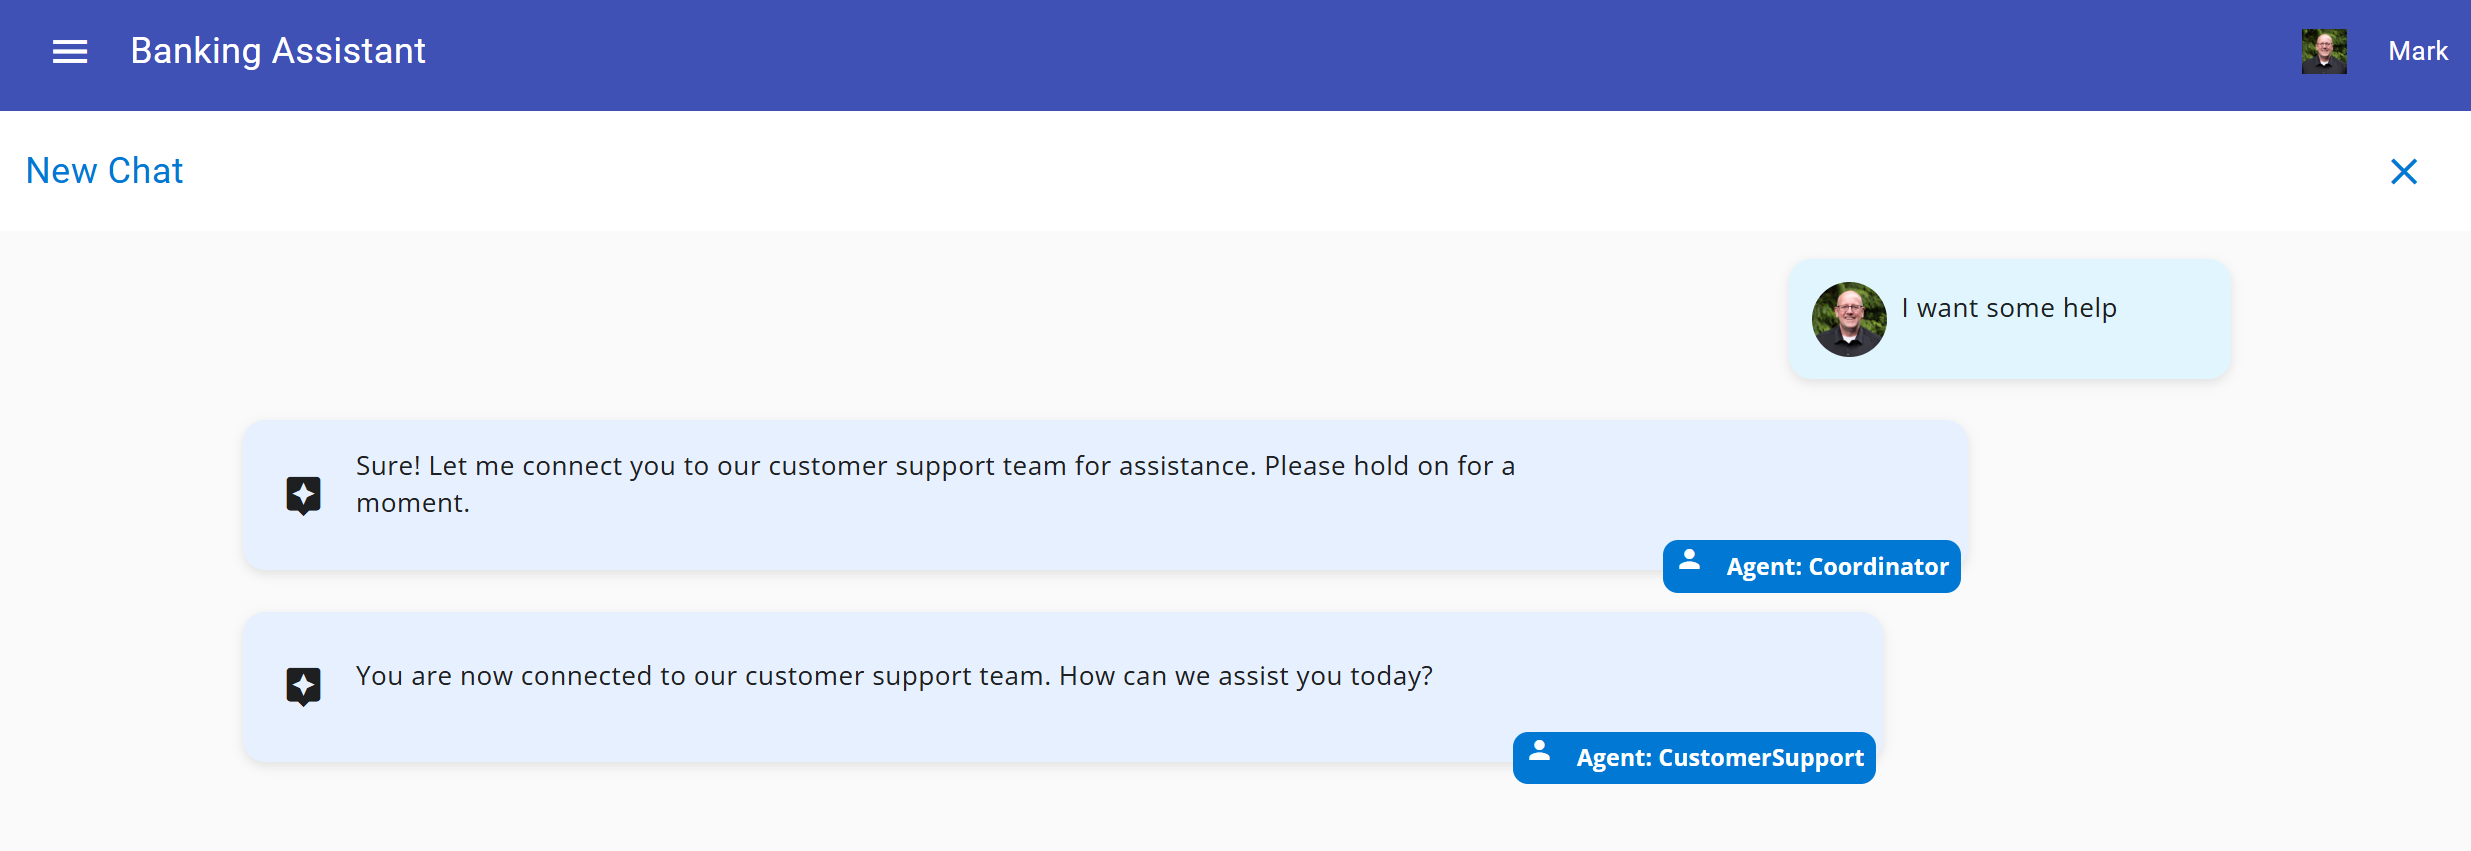 Banking Assistant
Mark
New Chat
I want some help
Sure! Let me connect you to our customer support team for assistance. Please hold on for a
moment.
Agent: Coordinator
You are now connected to our customer support team. How can we assist you today?
Agent: CustomerSupport